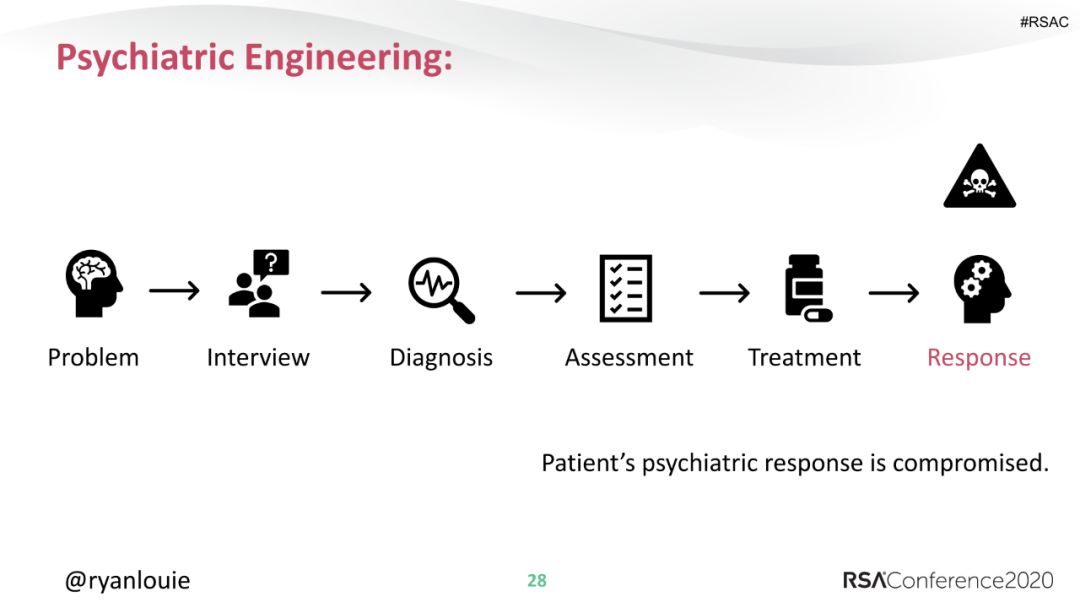 #RSAC
Psychiatric Engineering:
?
Problem
Interview
Diagnosis
Assessment
Treatment
Response
Patient’s psychiatric response is compromised.
@ryanlouie
28
RSAConference2020